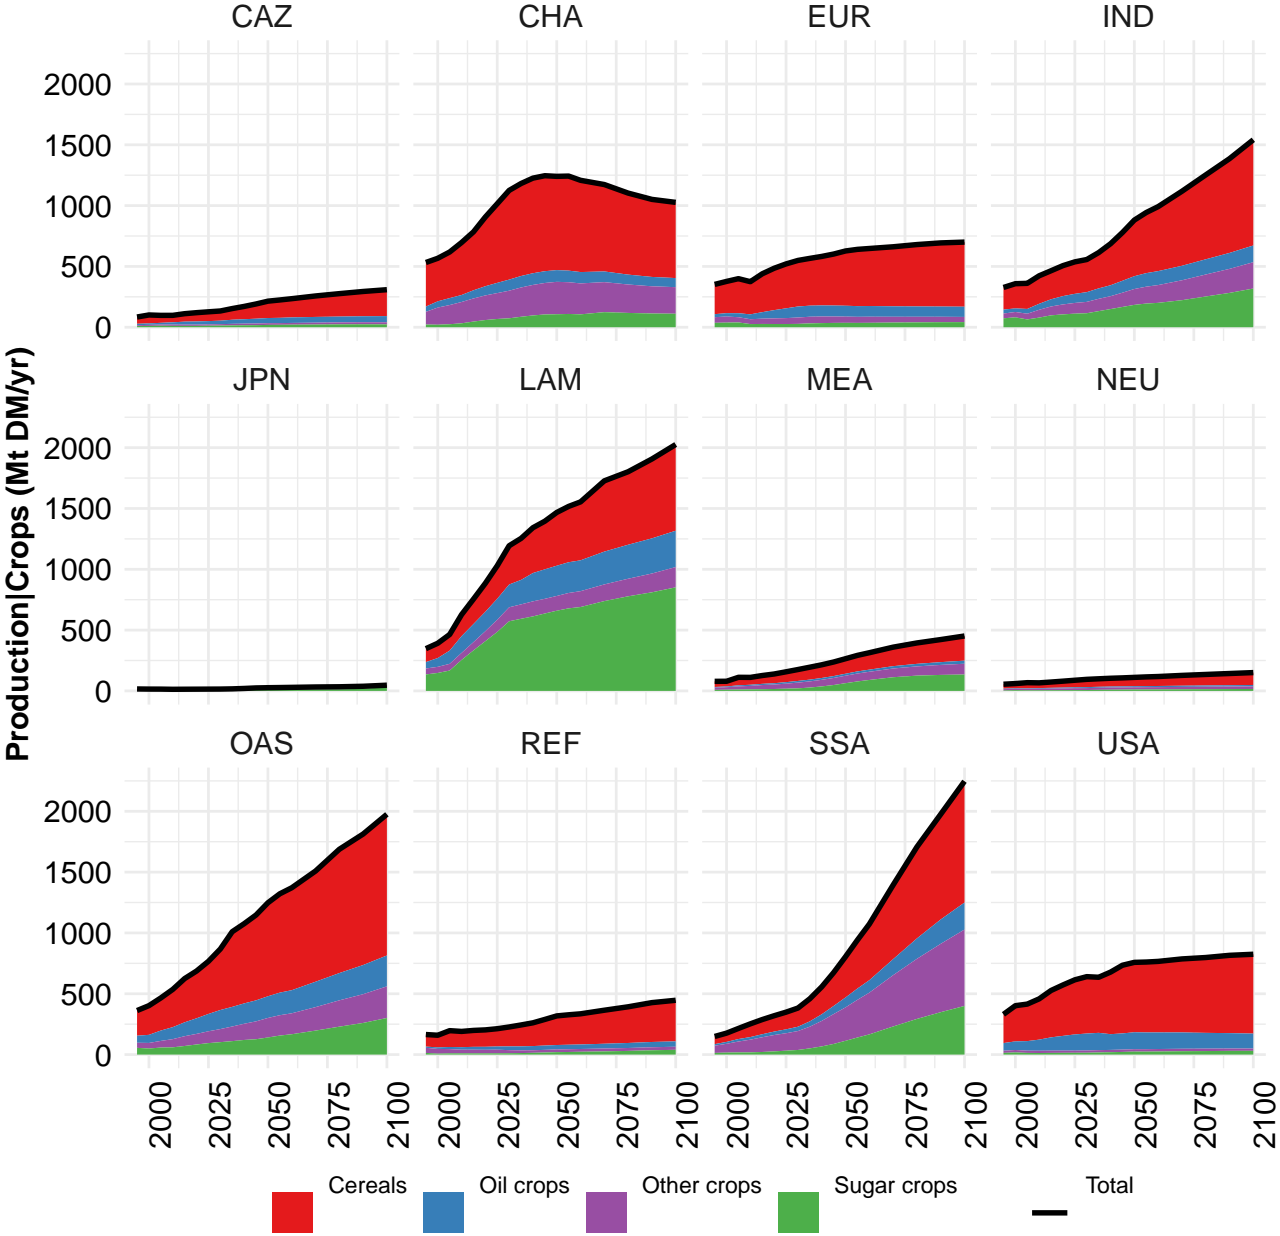 CAZ CHA EUR IND
2000
1500
1000
500
0
Production|Crops (Mt DM/yr)
JPN LAM MEA NEU
2000
1500
1000
500
0
OAS REF SSA USA
2000
1500
1000
500
0
2000 2025 2050 2075 2100 2000 2025 2050 2075 2100 2000 2025 2050 2075 2100 2000 2025 2050 2075 2100
Cereals Oil crops Other crops Sugar crops Total